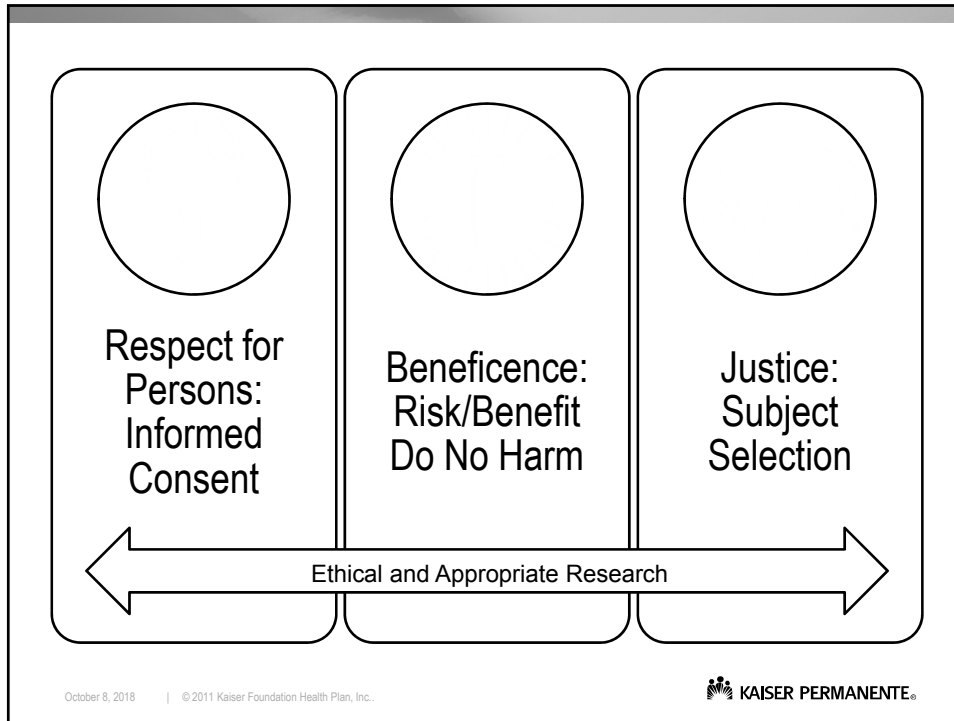 Respect for
Persons:
Informed
Consent
Beneficence:
Risk/Benefit
Do No Harm
Justice:
Subject
Selection
Ethical and Appropriate Research
October 8, 2018 | © 2011 Kaiser Foundation Health Plan, Inc..
KAISER PERMANENTE®